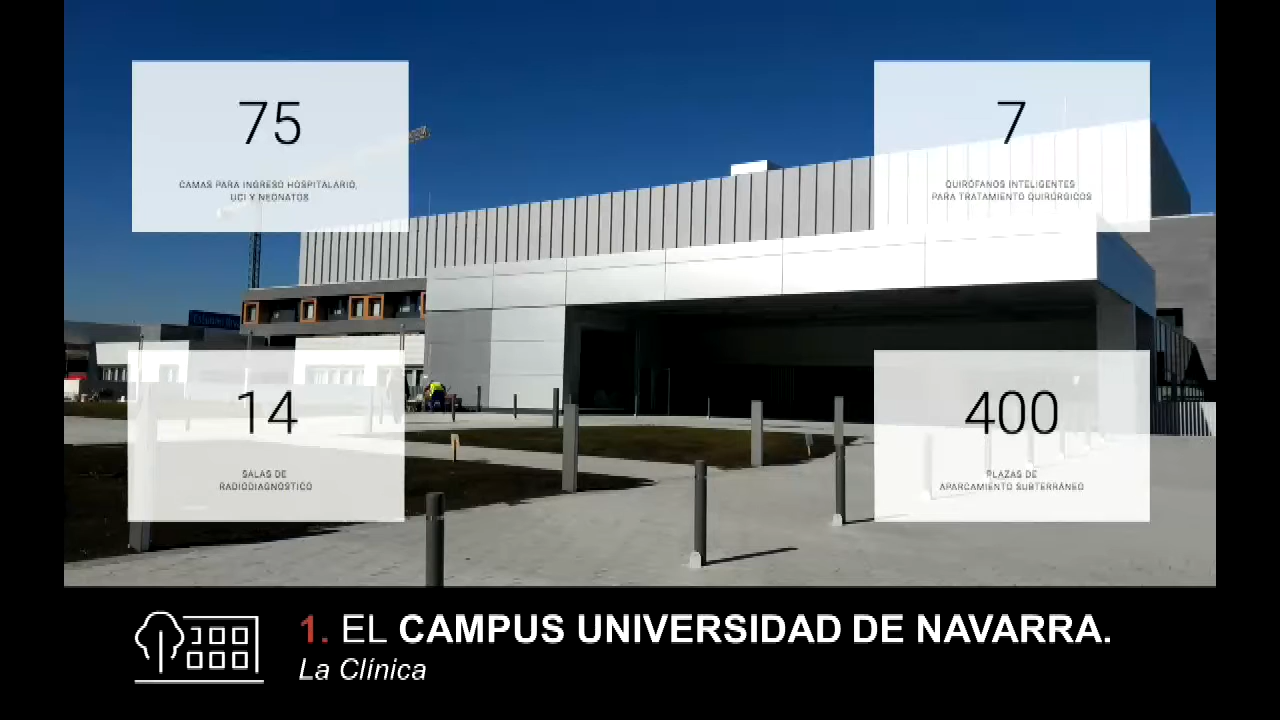 75
CAMAS PARA INGRESO HOSPITALARIO,
UCI Y NEONATOS
7
QUIRÓFANOS INTELIGENTES
PARA TRATAMIENTO QUIRÚRGICOS
14
SALAS DE
RADIODIAGNÓSTICO
400
PLAZAS DE
APARCAMIENTO SUBTERRÁNEO
1. EL CAMPUS UNIVERSIDAD DE NAVARRA.
La Clínica